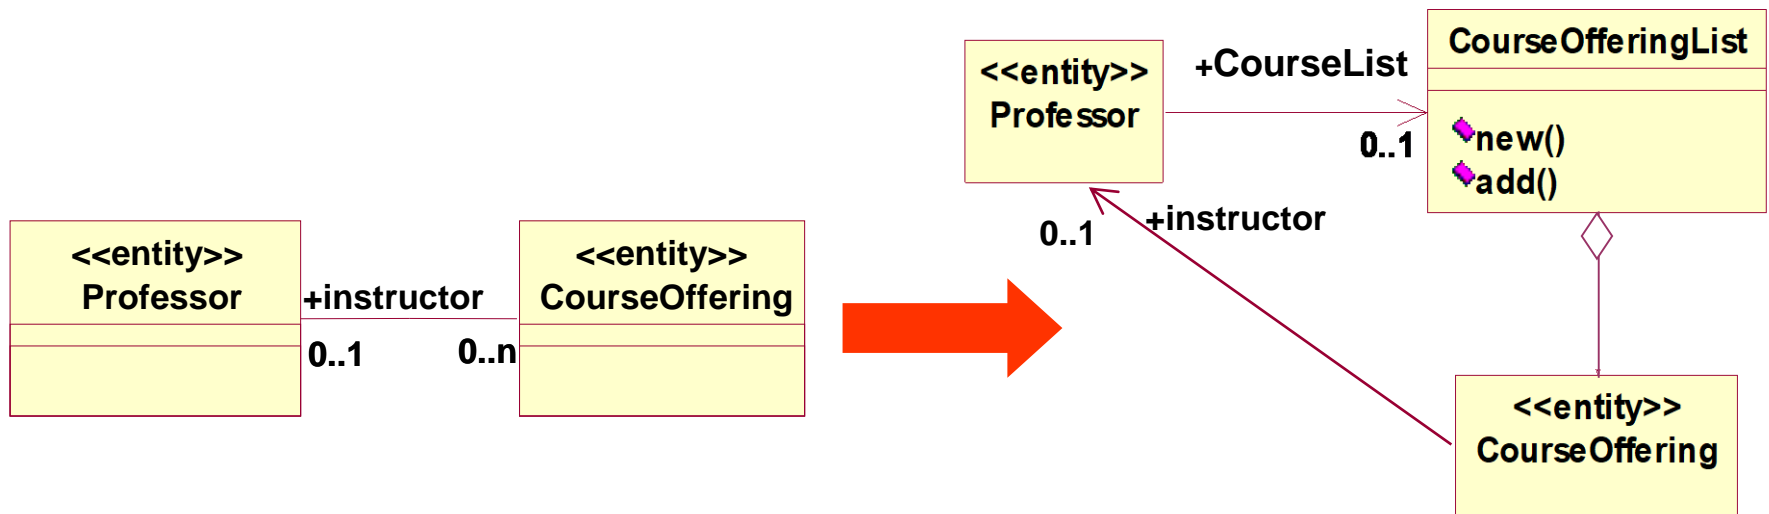 <<entity>>
Professor
+instructor
0..1
0..n
<<entity>>
CourseOffering
<<entity>>
Professor
+CourseList
0..1
CourseOfferingList
new()
add()
0..1
+instructor
<<entity>>
CourseOffering